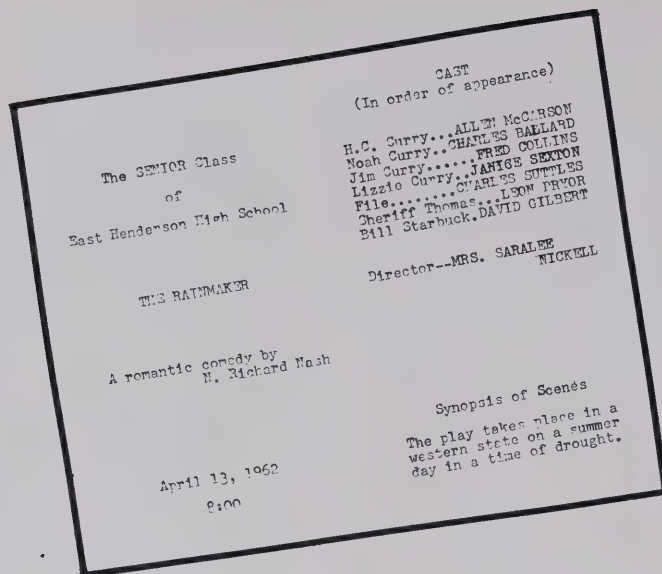 The SENIOR Class
of
East Henderson High School
THE RAINMAKER
A romantic comedy by
N. Richard Nash
April 13, 1962
8:00
CAST
(In order of appearance)
H.C. Curry...ALLEN McCARSON
Noah Curry..CHARLES BALLARD
Jim Curry......FRED COLLINS
Lizzie Curry..JANICE SEXTON
File........CHARLES SUTTLES
Sheriff Thomas...LEON PRYOR
Bill Starbuck.DAVID GILBERT
Director--MRS. SARALEE
NICKELL
Synopsis of Scenes
The play takes place in a
western state on a summer
day in a time of drought.